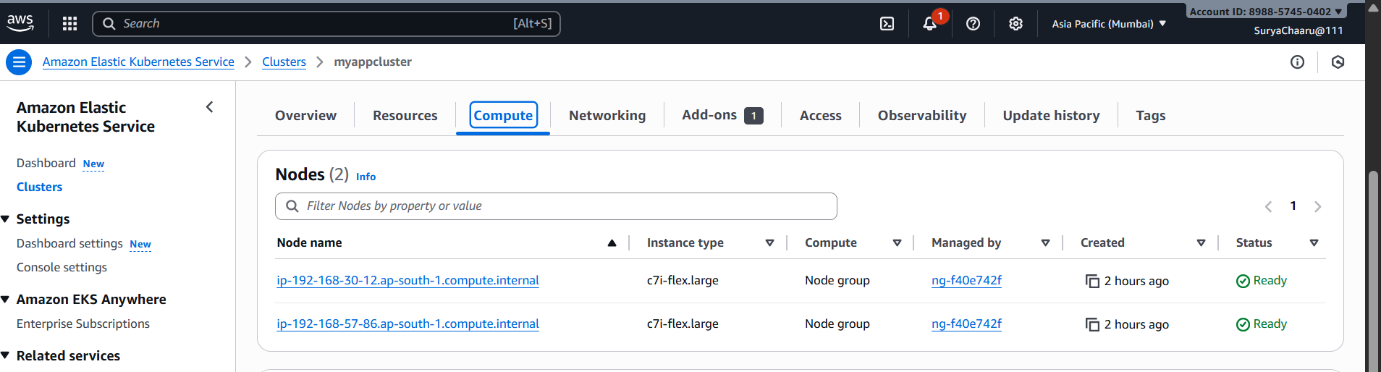 aws
Search [Alt+S]
1
Asia Pacific (Mumbai) ▼
Account ID: 8988-5745-0402 ▼
SuryaChaaru@111
Amazon Elastic Kubernetes Service > Clusters > myappcluster
Amazon Elastic
Kubernetes Service
Dashboard New
Clusters
Settings
Dashboard settings New
Console settings
Amazon EKS Anywhere
Enterprise Subscriptions
Related services
Overview Resources Compute Networking Add-ons 1 Access Observability Update history Tags
Nodes (2) Info
Filter Nodes by property or value
1
Node name Instance type Compute Managed by Created Status
ip-192-168-30-12.ap-south-1.compute.internal c7i-flex.large Node group ng-f40e742f 2 hours ago Ready
ip-192-168-57-86.ap-south-1.compute.internal c7i-flex.large Node group ng-f40e742f 2 hours ago Ready